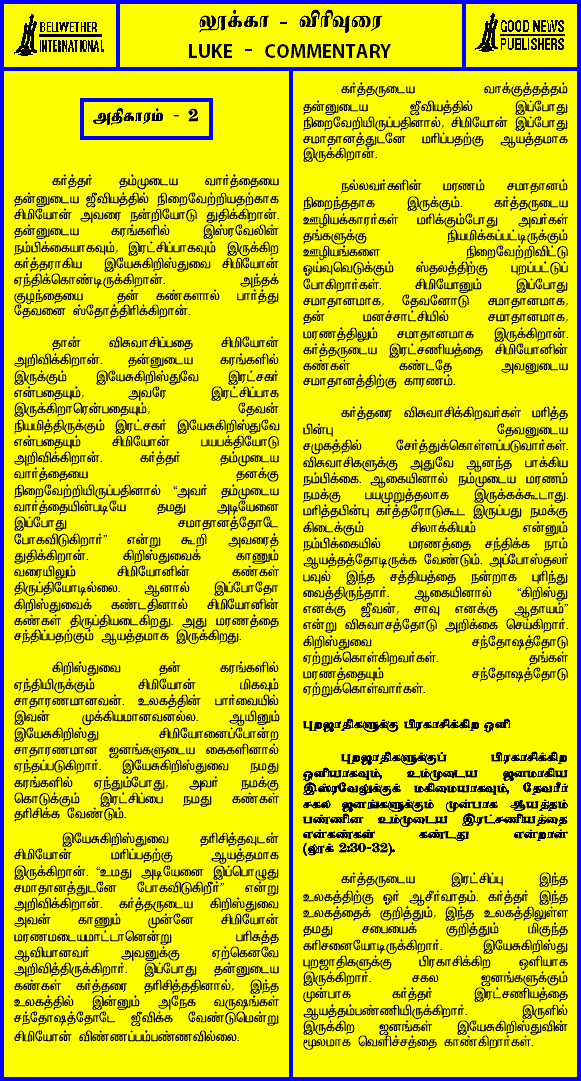 BELLWETHER
INTERNATIONAL
லூக்கா - விரிவுரை
LUKE - COMMENTARY
GOOD NEWS
PUBLISHERS
அதிகாரம் - 2
கர்த்தர் தம்முடைய வார்த்தையை
தன்னுடைய ஜீவியத்தில் நிறைவேற்றியதற்காக
சிமியோன் அவரை நன்றியோடு துதிக்கிறான்.
தன்னுடைய கரங்களில் இஸ்ரவேலின்
நம்பிக்கையாகவும், இரட்சிப்பாகவும் இருக்கிற
கர்த்தராகிய இயேசுகிறிஸ்துவை சிமியோன்
ஏந்திக்கொண்டிருக்கிறான். அந்தக்
குழந்தையை தன் கண்களால் பார்த்து
தேவனை ஸ்தோத்திரிக்கிறான்.
தான் விசுவாசிப்பதை சிமியோன்
அறிவிக்கிறான். தன்னுடைய கரங்களில்
இருக்கும் இயேசுகிறிஸ்துவே இரட்சகர்
என்பதையும், அவரே இரட்சிப்பாக
இருக்கிறாரென்பதையும், தேவன்
நியமித்திருக்கும் இரட்சகர் இயேசுகிறிஸ்துவே
என்பதையும் சிமியோன் பயபக்தியோடு
அறிவிக்கிறான். கர்த்தர் தம்முடைய
வார்த்தையை தனக்கு
நிறைவேற்றியிருப்பதினால் “அவர் தம்முடைய
வார்த்தையின்படியே தமது அடியேனை
இப்போது சமாதானத்தோடே
போகவிடுகிறார்” என்று கூறி அவரைத்
துதிக்கிறான். கிறிஸ்துவைக் காணும்
வரையிலும் சிமியோனின் கண்கள்
திருப்தியோடில்லை. ஆனால் இப்போதோ
கிறிஸ்துவைக் கண்டதினால் சிமியோனின்
கண்கள் திருப்தியடைகிறது. அது மரணத்தை
சந்திப்பதற்கும் ஆயத்தமாக இருக்கிறது.
கிறிஸ்துவை தன் கரங்களில்
ஏந்தியிருக்கும் சிமியோன் மிகவும்
சாதாரணமானவன். உலகத்தின் பார்வையில்
இவன் முக்கியமானவனல்ல. ஆயினும்
இயேசுகிறிஸ்து சிமியோனைப்போன்ற
சாதாரணமான ஜனங்களுடைய கைகளினால்
ஏந்தப்படுகிறார். இயேசுகிறிஸ்துவை நமது
கரங்களில் ஏந்தும்போது, அவர் நமக்கு
கொடுக்கும் இரட்சிப்பை நமது கண்கள்
தரிசிக்க வேண்டும்.
இயேசுகிறிஸ்துவை தரிசித்தவுடன்
சிமியோன் மரிப்பதற்கு ஆயத்தமாக
இருக்கிறான். “உமது அடியேனை இப்பொழுது
சமாதானத்துடனே போகவிடுகிறீர்” என்று
அறிவிக்கிறான். கர்த்தருடைய கிறிஸ்துவை
அவன் காணும் முன்னே சிமியோன்
மரணமடையமாட்டானென்று பரிசுத்த
ஆவியானவர் அவனுக்கு ஏற்கெனவே
அறிவித்திருக்கிறார். இப்போது தன்னுடைய
கண்கள் கர்த்தரை தரிசித்ததினால், இந்த
உலகத்தில் இன்னும் அநேக வருஷங்கள்
சந்தோஷத்தோடே ஜீவிக்க வேண்டுமென்று
சிமியோன் விண்ணப்பம்பண்ணவில்லை.
கர்த்தருடைய வாக்குத்தத்தம்
தன்னுடைய ஜீவியத்தில் இப்போது
நிறைவேறியிருப்பதினால், சிமியோன் இப்போது
சமாதானத்துடனே மரிப்பதற்கு ஆயத்தமாக
இருக்கிறான்.
நல்லவர்களின் மரணம் சமாதானம்
நிறைந்ததாக இருக்கும். கர்த்தருடைய
ஊழியக்காரர்கள் மரிக்கும்போது அவர்கள்
தங்களுக்கு நியமிக்கப்பட்டிருக்கும்
ஊழியங்களை நிறைவேற்றிவிட்டு
ஓய்வுவெடுக்கும் ஸ்தலத்திற்கு புறப்பட்டுப்
போகிறார்கள். சிமியோனும் இப்போது
சமாதானமாக, தேவனோடு சமாதானமாக,
தன் மனச்சாட்சியில் சமாதானமாக,
மரணத்திலும் சமாதானமாக இருக்கிறான்.
கர்த்தருடைய இரட்சணியத்தை சிமியோனின்
கண்கள் கண்டதே அவனுடைய
சமாதானத்திற்கு காரணம்.
கர்த்தரை விசுவாசிக்கிறவர்கள் மரித்த
பின்பு தேவனுடைய
சமுகத்தில் சேர்த்துக்கொள்ளப்படுவார்கள்.
விசுவாசிகளுக்கு அதுவே ஆனந்த பாக்கிய
நம்பிக்கை. ஆகையினால் நம்முடைய மரணம்
நமக்கு பயமுறுத்தலாக இருக்கக்கூடாது.
மரித்தபின்பு கர்த்தரோடுகூட இருப்பது நமக்கு
கிடைக்கும் சிலாக்கியம் என்னும்
நம்பிக்கையில் மரணத்தை சந்திக்க நாம்
ஆயத்தத்தோடிருக்க வேண்டும். அப்போஸ்தலர்
பவுல் இந்த சத்தியத்தை நன்றாக புரிந்து
வைத்திருந்தார். ஆகையினால் “கிறிஸ்து
எனக்கு ஜீவன், சாவு எனக்கு ஆதாயம்”
என்று விசுவாசத்தோடு அறிக்கை செய்கிறார்.
கிறிஸ்துவை சந்தோஷத்தோடு
ஏற்றுக்கொள்கிறவர்கள். தங்கள்
மரணத்தையும் சந்தோஷத்தோடு
ஏற்றுக்கொள்வார்கள்.
புறஜாதிகளுக்கு பிரகாசிக்கிற ஒளி
புறஜாதிகளுக்குப் பிரகாசிக்கிற
ஒளியாகவும், உம்முடைய ஜனமாகிய
இஸ்ரவேலுக்குக் மகிமையாகவும், தேவரீர்
சகல ஜனங்களுக்கும் முன்பாக ஆயத்தம்
பண்ணின உம்முடைய இரட்சணியத்தை
என்கண்கள் கண்டது என்றான்
(லூக் 2:30-32).
கர்த்தருடைய இரட்சிப்பு இந்த
உலகத்திற்கு ஓர் ஆசீர்வாதம். கர்த்தர் இந்த
உலகத்தைக் குறித்தும், இந்த உலகத்திலுள்ள
தமது சபையைக் குறித்தும் மிகுந்த
கரிசனையோடிருக்கிறார். இயேசுகிறிஸ்து
புறஜாதிகளுக்கு பிரகாசிக்கிற ஒளியாக
இருக்கிறார். சகல ஜனங்களுக்கும்
முன்பாக கர்த்தர் இரட்சணியத்தை
ஆயத்தம்பண்ணியிருக்கிறார். இருளில்
இருக்கிற ஜனங்கள் இயேசுகிறிஸ்துவின்
மூலமாக வெளிச்சத்தை காண்கிறார்கள்.